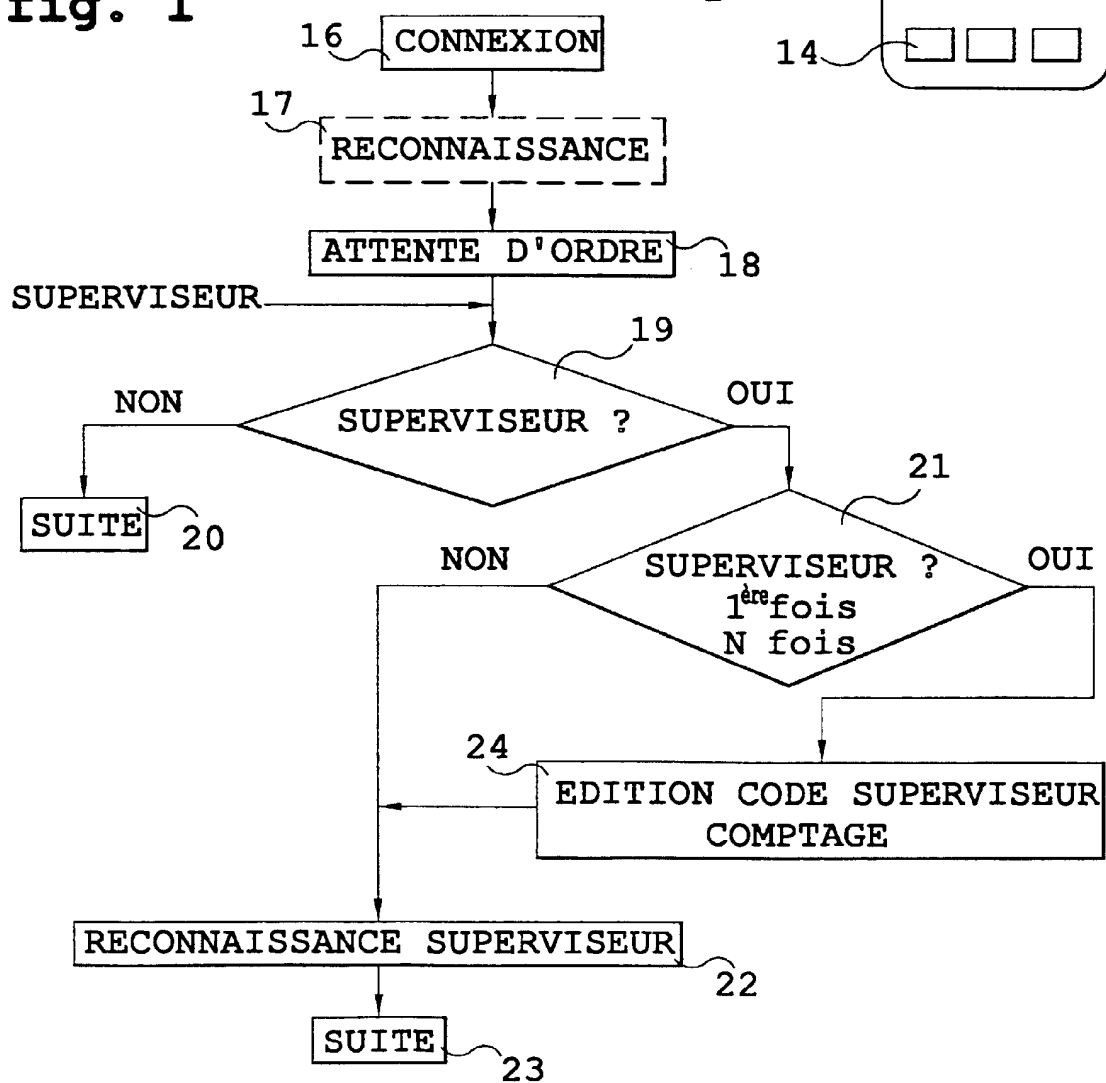 fig. 1
14
16
CONNEXION
17
RECONNAISSANCE
ATTENTE D'ORDRE
18
SUPERVISEUR
19
NON
OUI
SUPERVISEUR ?
21
SUITE
20
NON
OUI
SUPERVISEUR ?
1ère fois
N fois
24
EDITION CODE SUPERVISEUR
COMPTAGE
RECONNAISSANCE SUPERVISEUR
22
SUITE
23